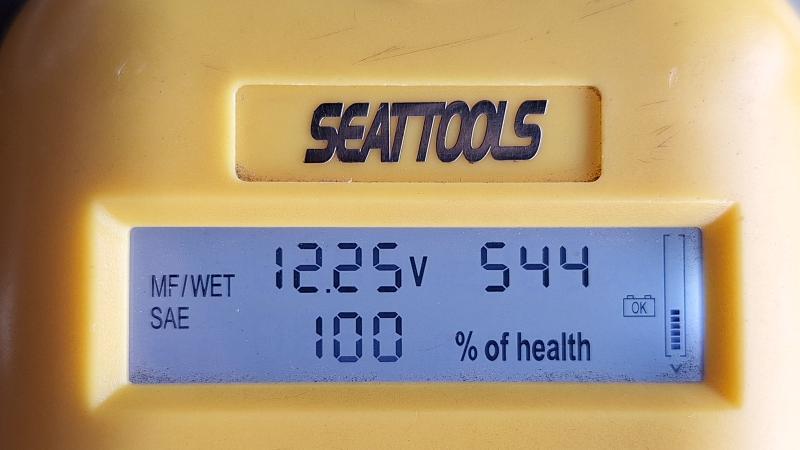 SEATTOOLS
MF/WET 12.25V 544
SAE 100 % of health
OK